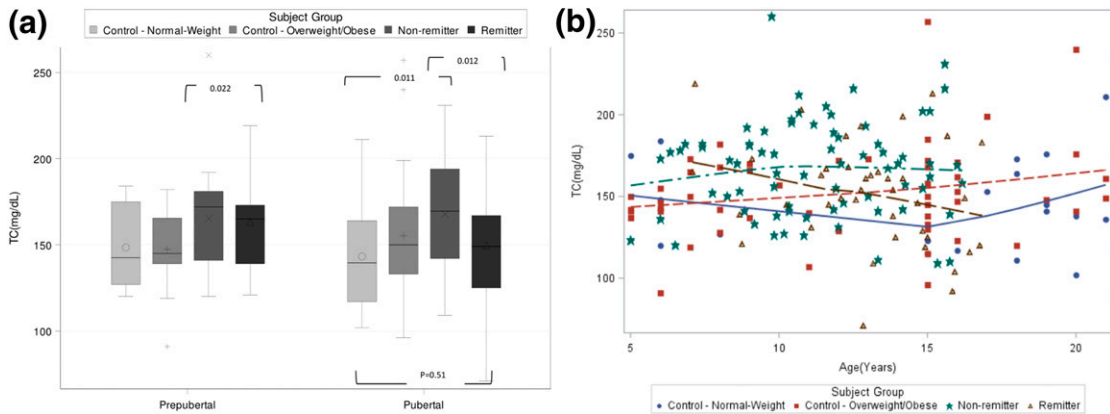 (a)
Subject Group
Control - Normal-Weight Control - Overweight/Obese Non-remitter Remitter
TC(mg/dL)
250
200
150
100
0.022
0.011
0.012
P=0.51
Prepubertal Pubertal
(b)
TC(mg/dL)
250
200
150
100
5 10 15 20
Age(Years)
Subject Group
Control - Normal-Weight Control - Overweight/Obese Non-remitter Remitter